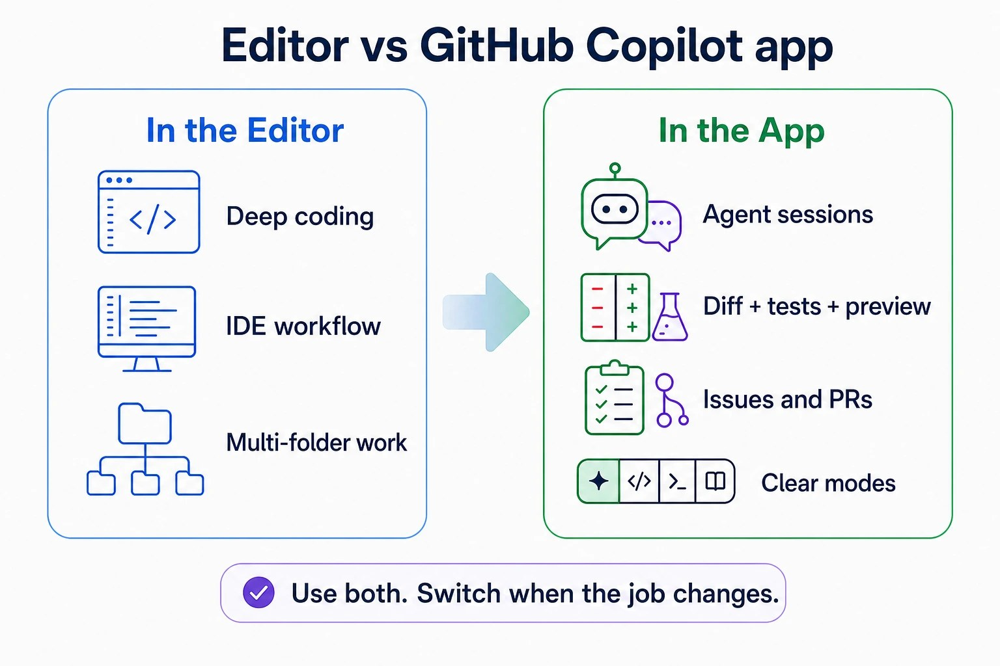 Editor vs GitHub Copilot app
In the Editor
Deep coding
IDE workflow
Multi-folder work
In the App
Agent sessions
Diff + tests + preview
Issues and PRs
Clear modes
Use both. Switch when the job changes.